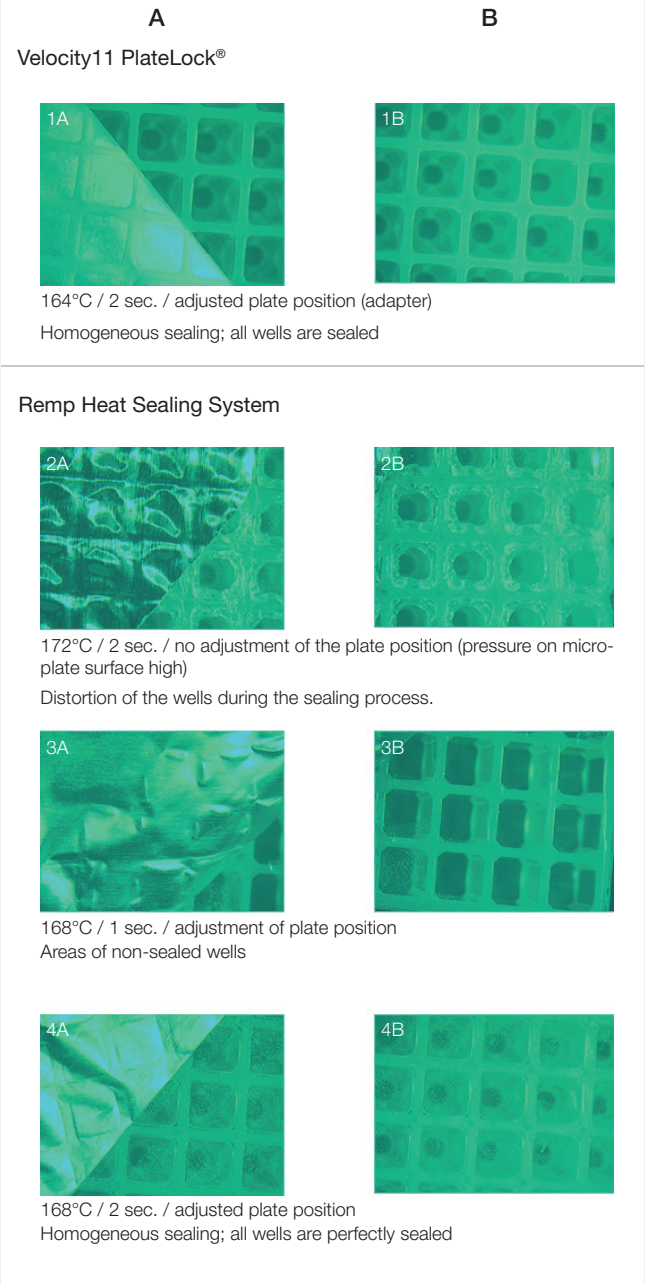 A B
Velocity11 PlateLock®
1A 1B
164°C / 2 sec. / adjusted plate position (adapter)
Homogeneous sealing; all wells are sealed
Remp Heat Sealing System
2A 2B
172°C / 2 sec. / no adjustment of the plate position (pressure on micro-
plate surface high)
Distortion of the wells during the sealing process.
3A 3B
168°C / 1 sec. / adjustment of plate position
Areas of non-sealed wells
4A 4B
168°C / 2 sec. / adjusted plate position
Homogeneous sealing; all wells are perfectly sealed